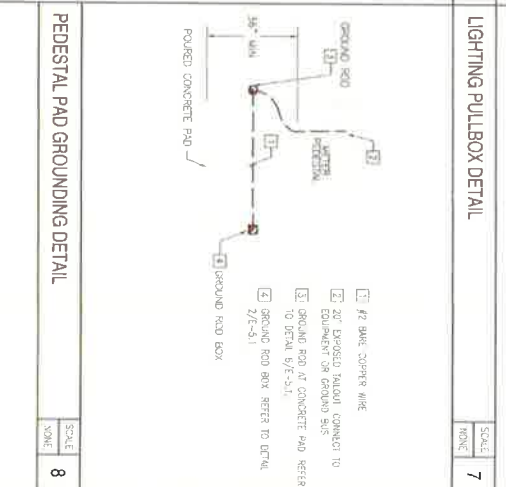 LIGHTING PULLBOX DETAIL
SCALE
NONE
7
GROUND ROD
3
36" MIN
POURED CONCRETE PAD
METER
PEDESTAL
2
1
4 GROUND ROD BOX
1 #2 BARE COPPER WIRE
2 20" EXPOSED TAILOUT CONNECT TO
EQUIPMENT OR GROUND BUS
3 GROUND ROD AT CONCRETE PAD REFER
TO DETAIL 6/E-5.1.
4 GROUND ROD BOX REFER TO DETAIL
2/E-5.1
PEDESTAL PAD GROUNDING DETAIL
SCALE
NONE
8